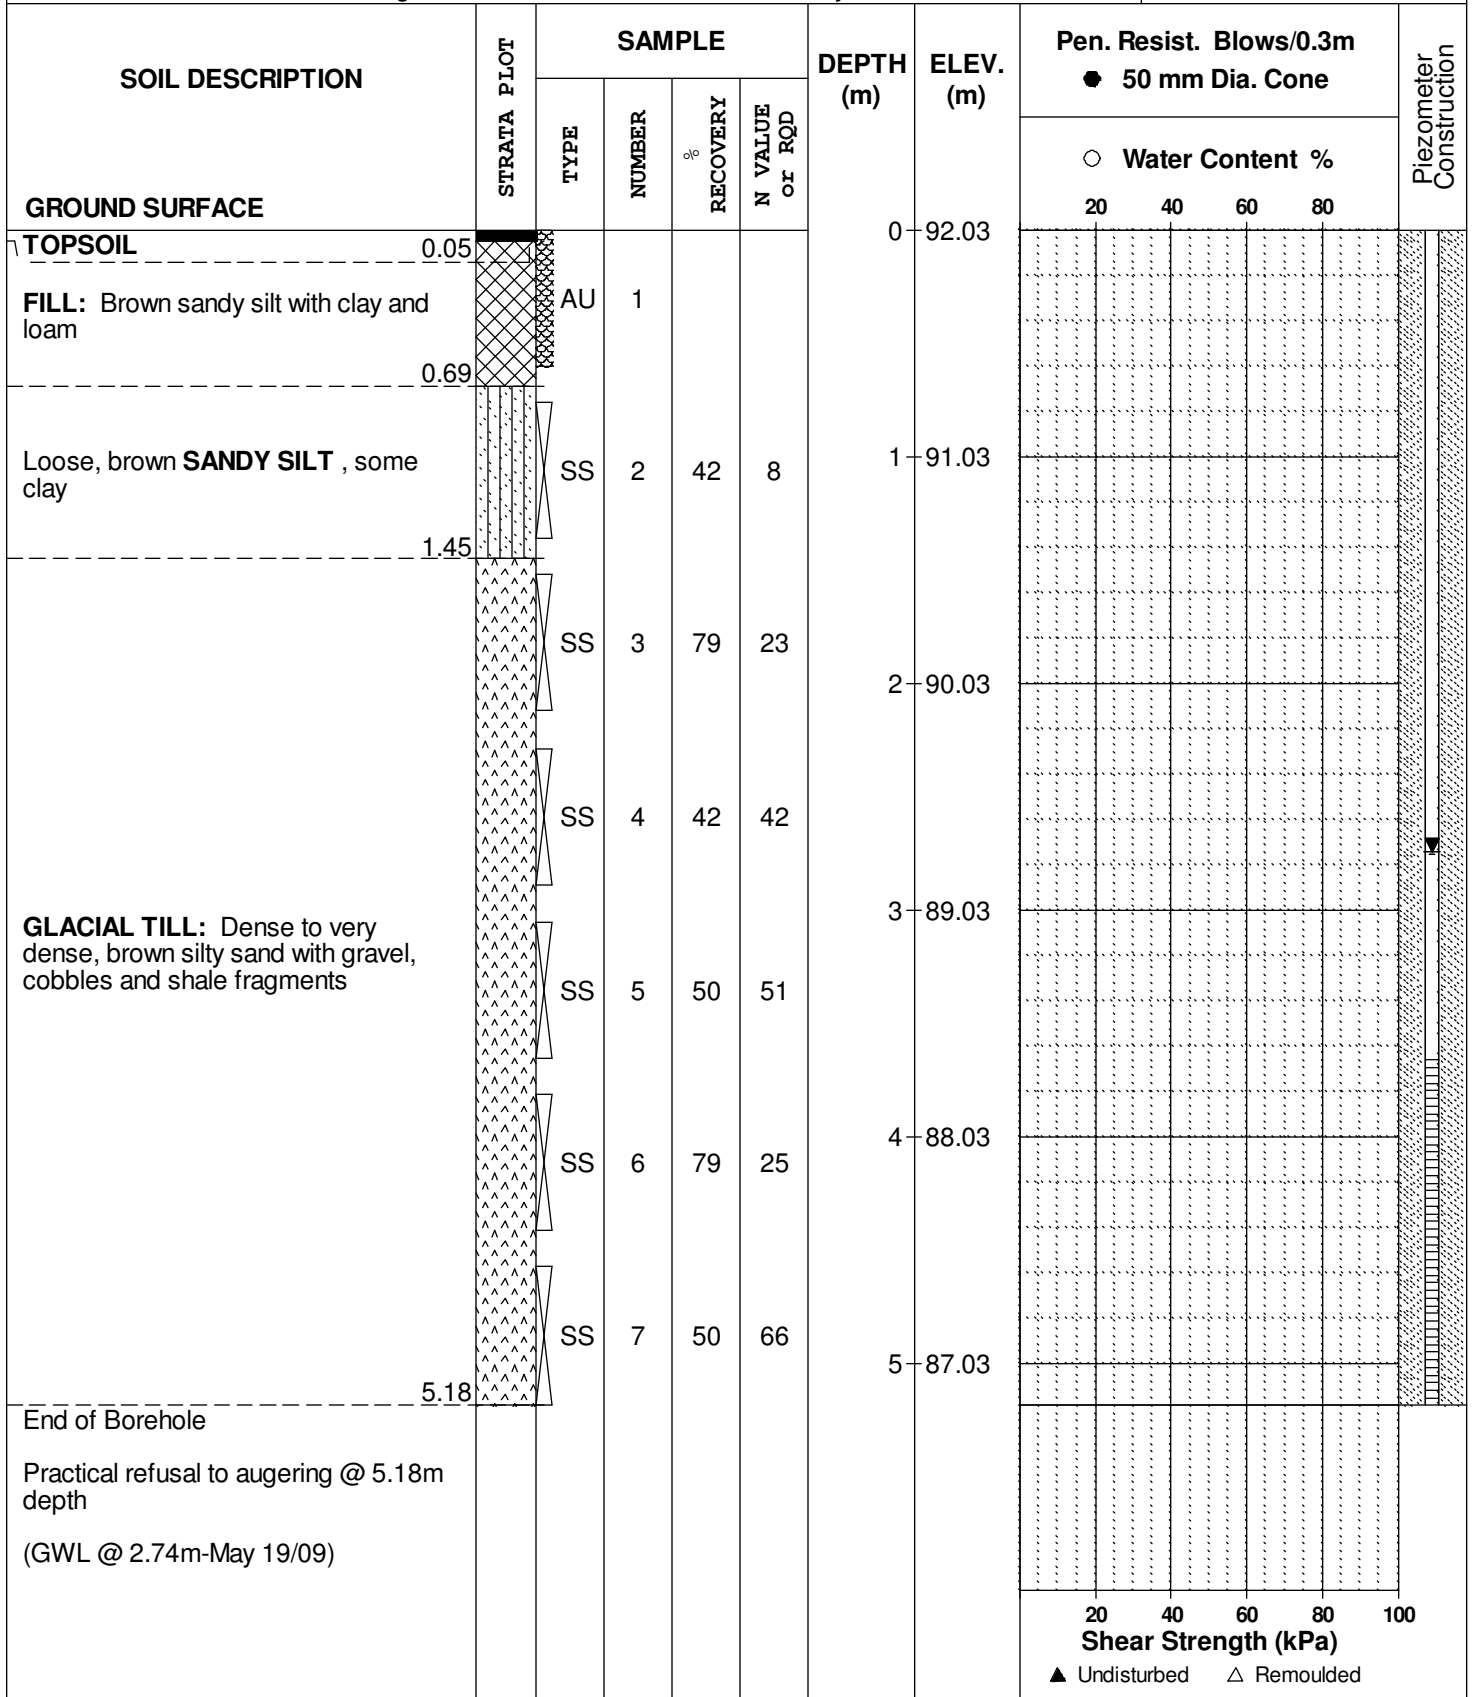 SOIL DESCRIPTION
GROUND SURFACE
STRATA PLOT
SAMPLE
TYPE
NUMBER
% RECOVERY
N VALUE or RQD
DEPTH (m)
ELEV. (m)
Pen. Resist. Blows/0.3m
● 50 mm Dia. Cone
○ Water Content %
20 40 60 80
Piezometer Construction
TOPSOIL 0.05
0 92.03
FILL: Brown sandy silt with clay and
loam
AU 1
0.69
Loose, brown SANDY SILT , some
clay
SS 2 42 8
1 91.03
1.45
SS 3 79 23
2 90.03
SS 4 42 42
3 89.03
GLACIAL TILL: Dense to very
dense, brown silty sand with gravel,
cobbles and shale fragments
SS 5 50 51
4 88.03
SS 6 79 25
SS 7 50 66
5 87.03
5.18
End of Borehole
Practical refusal to augering @ 5.18m
depth
(GWL @ 2.74m-May 19/09)
20 40 60 80 100
Shear Strength (kPa)
▲ Undisturbed △ Remoulded